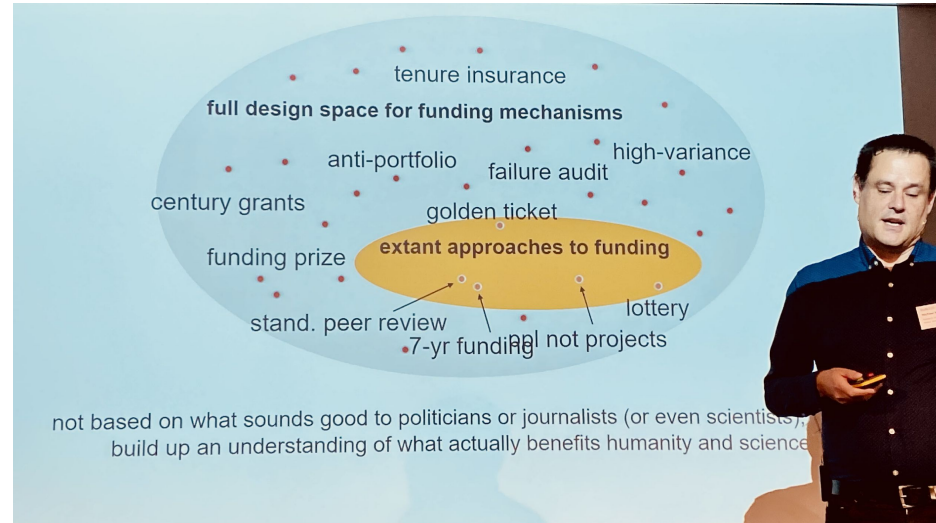 tenure insurance
full design space for funding mechanisms
anti-portfolio
failure audit
high-variance
century grants
golden ticket
extant approaches to funding
funding prize
lottery
stand. peer review
ppl not projects
7-yr funding
not based on what sounds good to politicians or journalists (or even scientists);
build up an understanding of what actually benefits humanity and science